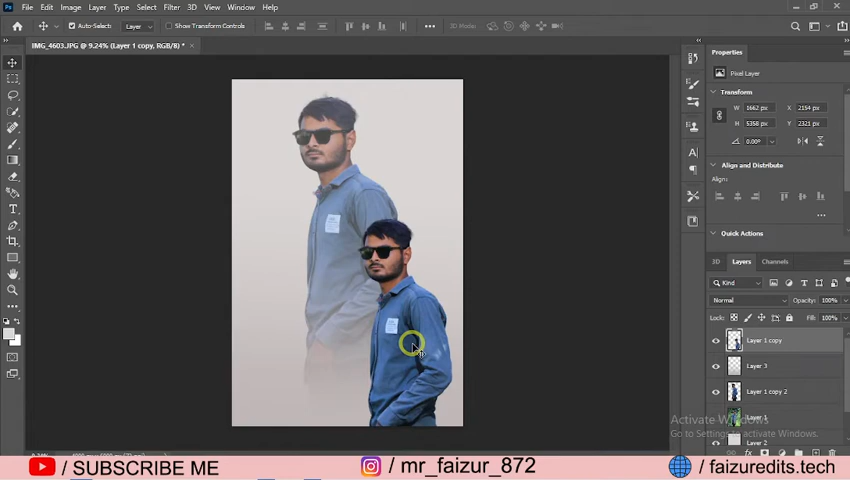 File Edit Image Layer Type Select Filter 3D View Window Help
Auto-Select: Layer Show Transform Controls 3D Mode:
IMG_4603.JPG @ 9.24% (Layer 1 copy, RGB/8) *
Properties
Pixel Layer
Transform
W 1662 px X 2154 px
H 5358 px Y 2321 px
0.00°
Align and Distribute
Align:
Quick Actions
3D Layers Channels
Kind
Normal Opacity: 100%
Lock: Fill: 100%
Layer 1 copy
Layer 3
Layer 1 copy 2
Layer 1
Layer 2
Activate Windows
Go to Settings to activate Windows.
/ SUBSCRIBE ME / mr_faizur_872 / faizuredits.tech